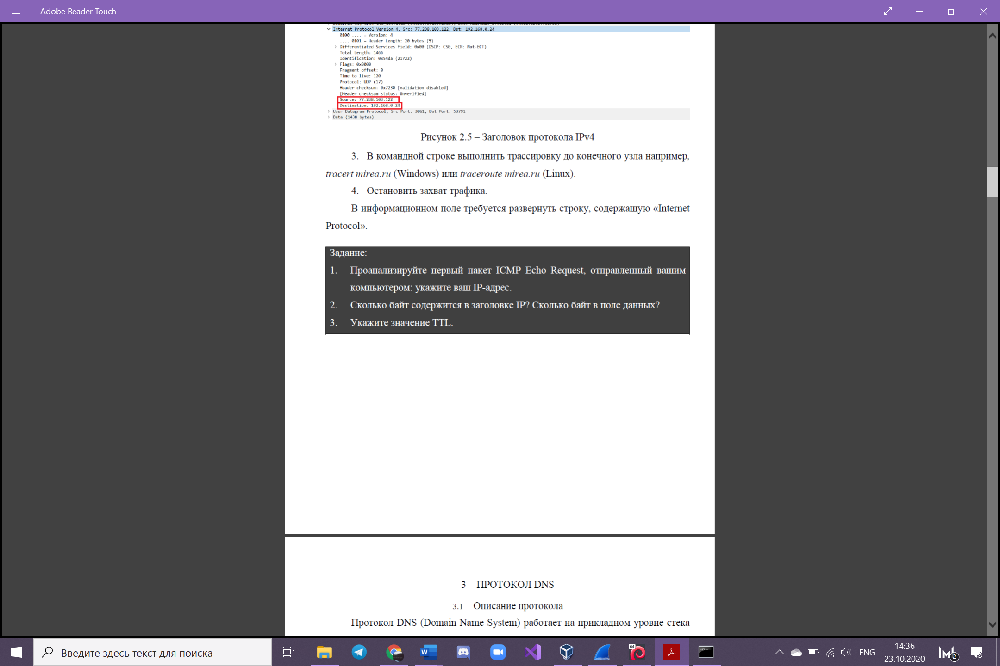 Adobe Reader Touch
Internet Protocol Version 4, Src: 77.238.103.122, Dst: 192.168.0.24
0100 .... = Version: 4
.... 0101 = Header Length: 20 bytes (5)
Differentiated Services Field: 0x00 (DSCP: CS0, ECN: Not-ECT)
Total Length: 1466
Identification: 0x54da (21722)
Flags: 0x0000
Fragment offset: 0
Time to live: 120
Protocol: UDP (17)
Header checksum: 0x7230 [validation disabled]
[Header checksum status: Unverified]
Source: 77.238.103.122
Destination: 192.168.0.24
User Datagram Protocol, Src Port: 3061, Dst Port: 53791
Data (1438 bytes)
Рисунок 2.5 – Заголовок протокола IPv4
3. В командной строке выполнить трассировку до конечного узла например,
tracert mirea.ru (Windows) или traceroute mirea.ru (Linux).
4. Остановить захват трафика.
В информационном поле требуется развернуть строку, содержащую «Internet
Protocol».
Задание:
1. Проанализируйте первый пакет ICMP Echo Request, отправленный вашим
компьютером: укажите ваш IP-адрес.
2. Сколько байт содержится в заголовке IP? Сколько байт в поле данных?
3. Укажите значение TTL.
3 ПРОТОКОЛ DNS
3.1 Описание протокола
Протокол DNS (Domain Name System) работает на прикладном уровне стека
Введите здесь текст для поиска
64
ENG
14:36
23.10.2020
2